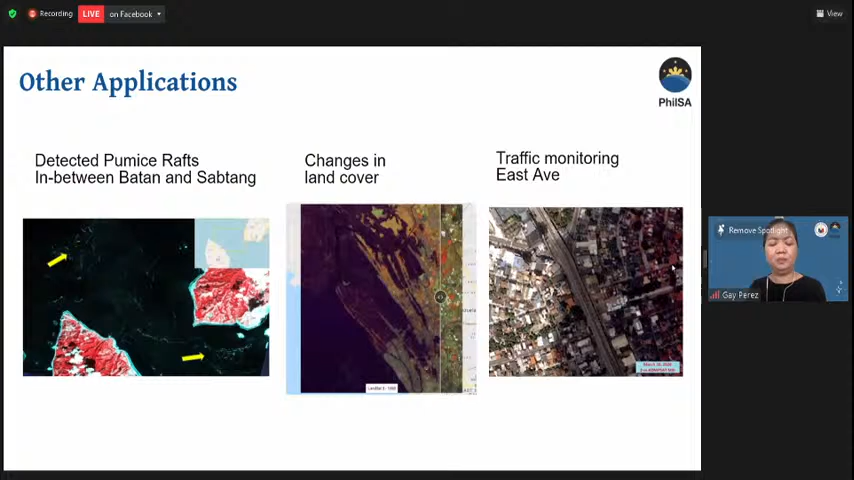 Recording
LIVE on Facebook
View
Other Applications
PhilSA
Detected Pumice Rafts
In-between Batan and Sabtang
Changes in
land cover
Traffic monitoring
East Ave
Remove Spotlight
Gay Perez